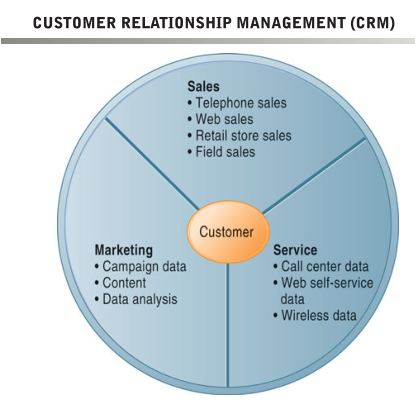 CUSTOMER RELATIONSHIP MANAGEMENT (CRM)
Sales
• Telephone sales
• Web sales
• Retail store sales
• Field sales
Customer
Marketing
• Campaign data
• Content
• Data analysis
Service
• Call center data
• Web self-service
data
• Wireless data